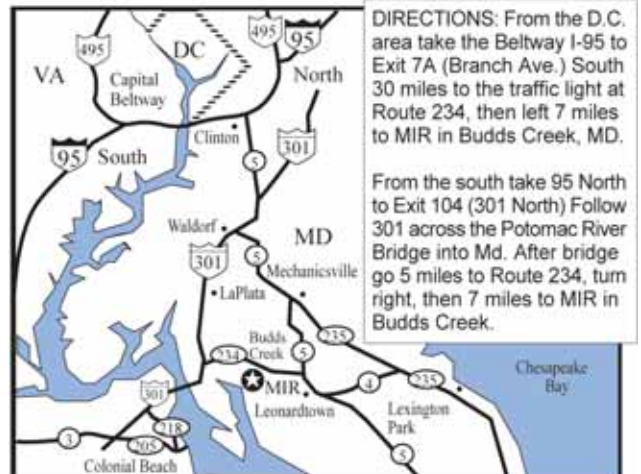 495
DC
495
95
VA
Capital
Beltway
North
Clinton
95
South
5
301
Waldorf
MD
301
5
Mechanicsville
LaPlata
235
Budds
Creek
234
5
MIR
4
235
Leonardtown
Lexington
Park
Chesapeake
Bay
301
218
3
205
5
Colonial Beach
DIRECTIONS: From the D.C.
area take the Beltway I-95 to
Exit 7A (Branch Ave.) South
30 miles to the traffic light at
Route 234, then left 7 miles
to MIR in Budds Creek, MD.
From the south take 95 North
to Exit 104 (301 North) Follow
301 across the Potomac River
Bridge into Md. After bridge
go 5 miles to Route 234, turn
right, then 7 miles to MIR in
Budds Creek.